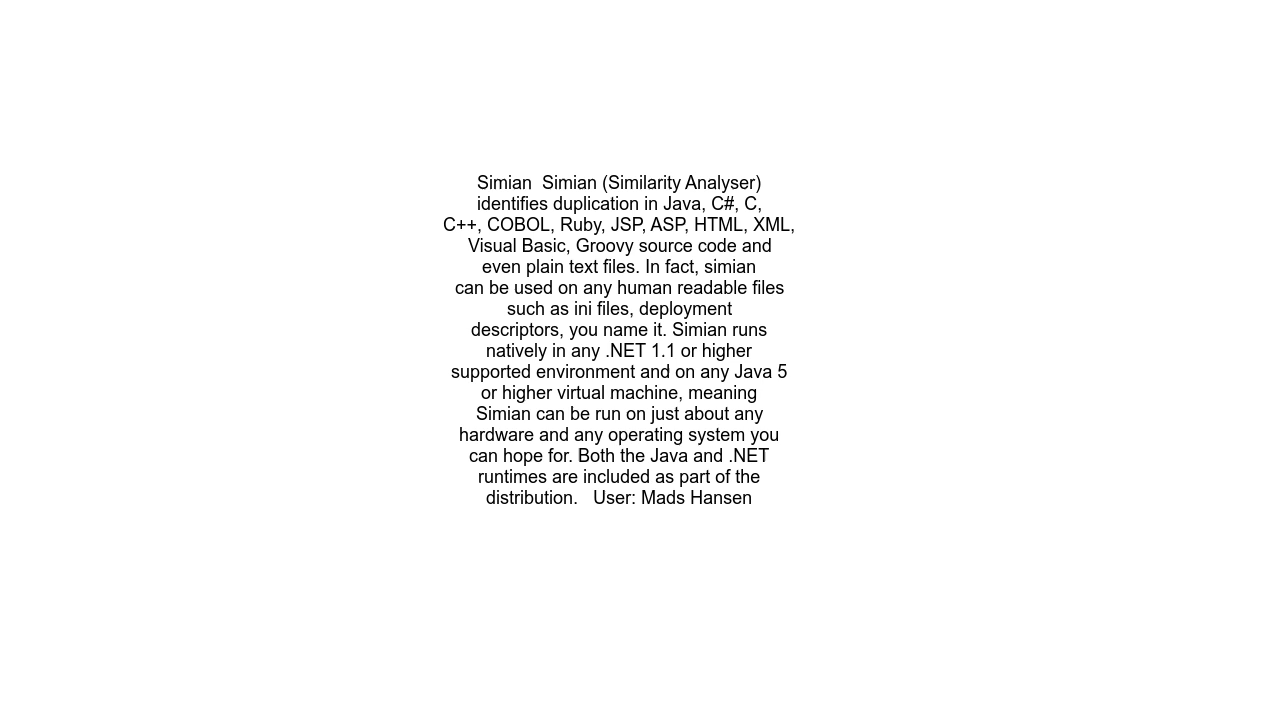 Simian  Simian (Similarity Analyser)
identifies duplication in Java, C#, C,
C++, COBOL, Ruby, JSP, ASP, HTML, XML,
Visual Basic, Groovy source code and
even plain text files. In fact, simian
can be used on any human readable files
such as ini files, deployment
descriptors, you name it. Simian runs
natively in any .NET 1.1 or higher
supported environment and on any Java 5
or higher virtual machine, meaning
Simian can be run on just about any
hardware and any operating system you
can hope for. Both the Java and .NET
runtimes are included as part of the
distribution.   User: Mads Hansen